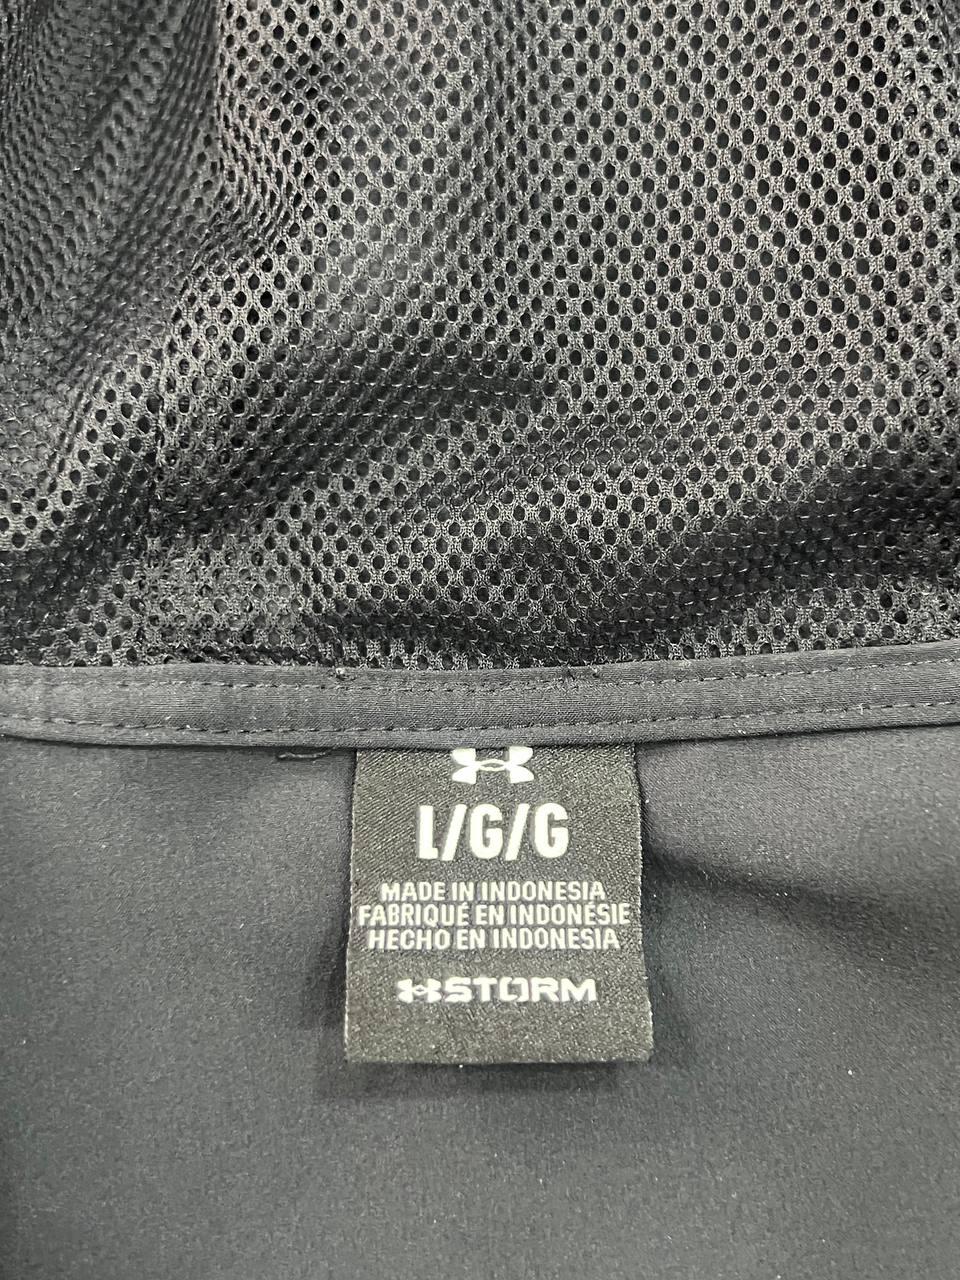 L/G/G
MADE IN INDONESIA
FABRIQUÉ EN INDONÉSIE
HECHO EN INDONESIA
STORM